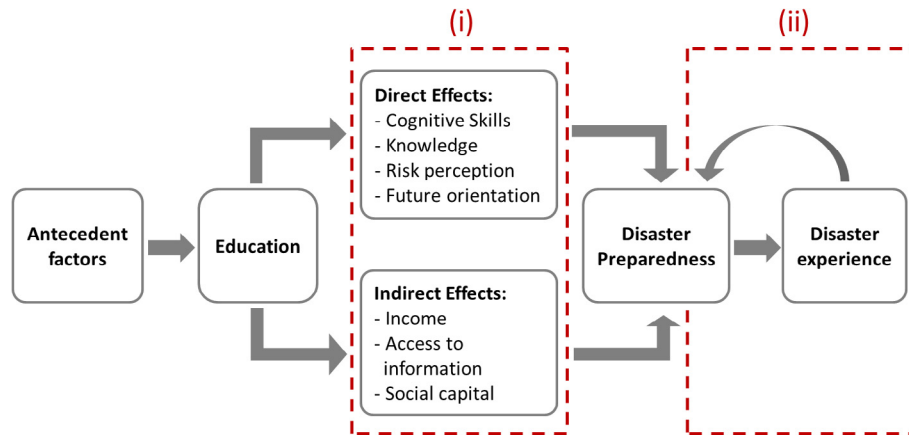 (i)
(ii)
Direct Effects:
- Cognitive Skills
- Knowledge
- Risk perception
- Future orientation
Antecedent
factors
Education
Disaster
Preparedness
Disaster
experience
Indirect Effects:
- Income
- Access to
information
- Social capital